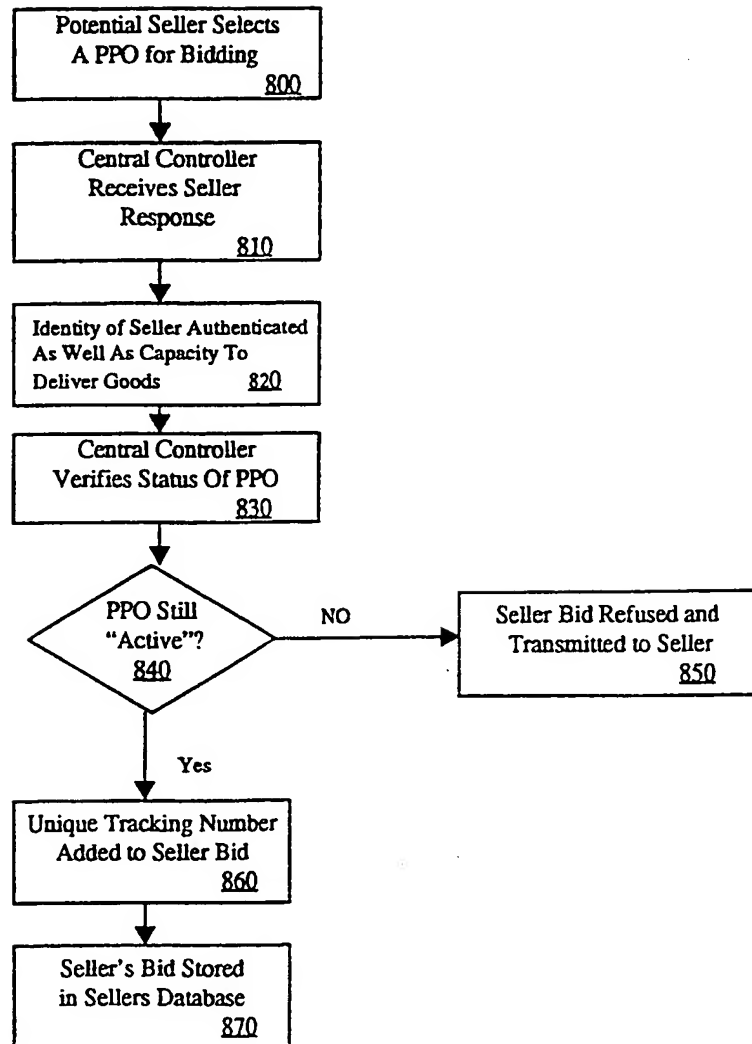 Potential Seller Selects
A PPO for Bidding
800
Central Controller
Receives Seller
Response
810
Identity of Seller Authenticated
As Well As Capacity To
Deliver Goods 820
Central Controller
Verifies Status Of PPO
830
PPO Still
"Active"?
840
NO
Seller Bid Refused and
Transmitted to Seller
850
Yes
Unique Tracking Number
Added to Seller Bid
860
Seller's Bid Stored
in Sellers Database
870